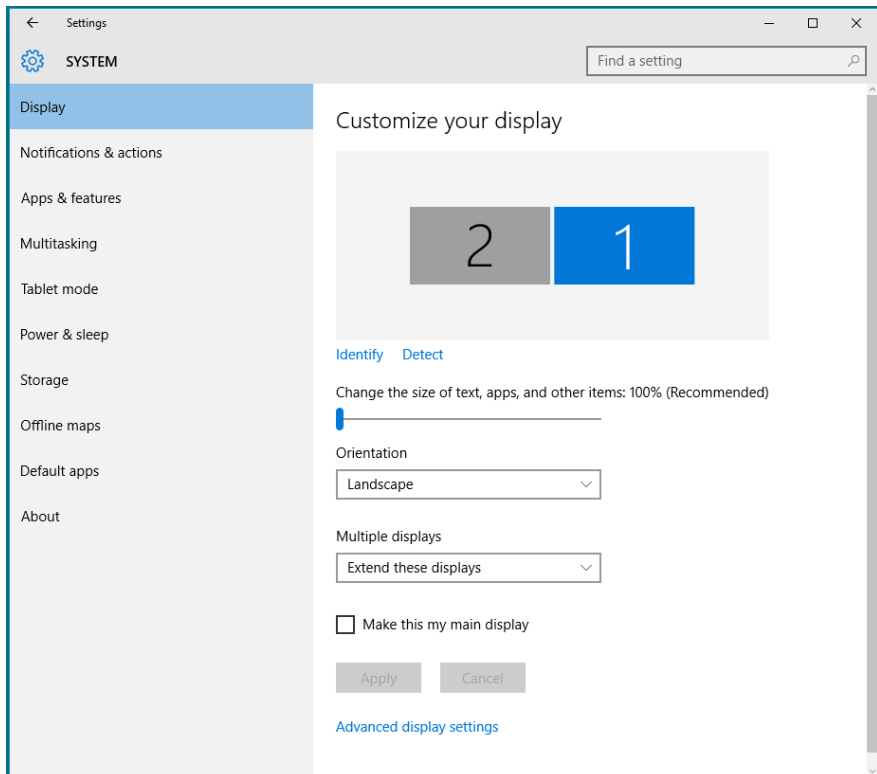 Settings
SYSTEM
Find a setting
Display
Notifications & actions
Apps & features
Multitasking
Tablet mode
Power & sleep
Storage
Offline maps
Default apps
About
Customize your display
2 1
Identify Detect
Change the size of text, apps, and other items: 100% (Recommended)
Orientation
Landscape
Multiple displays
Extend these displays
Make this my main display
Apply Cancel
Advanced display settings